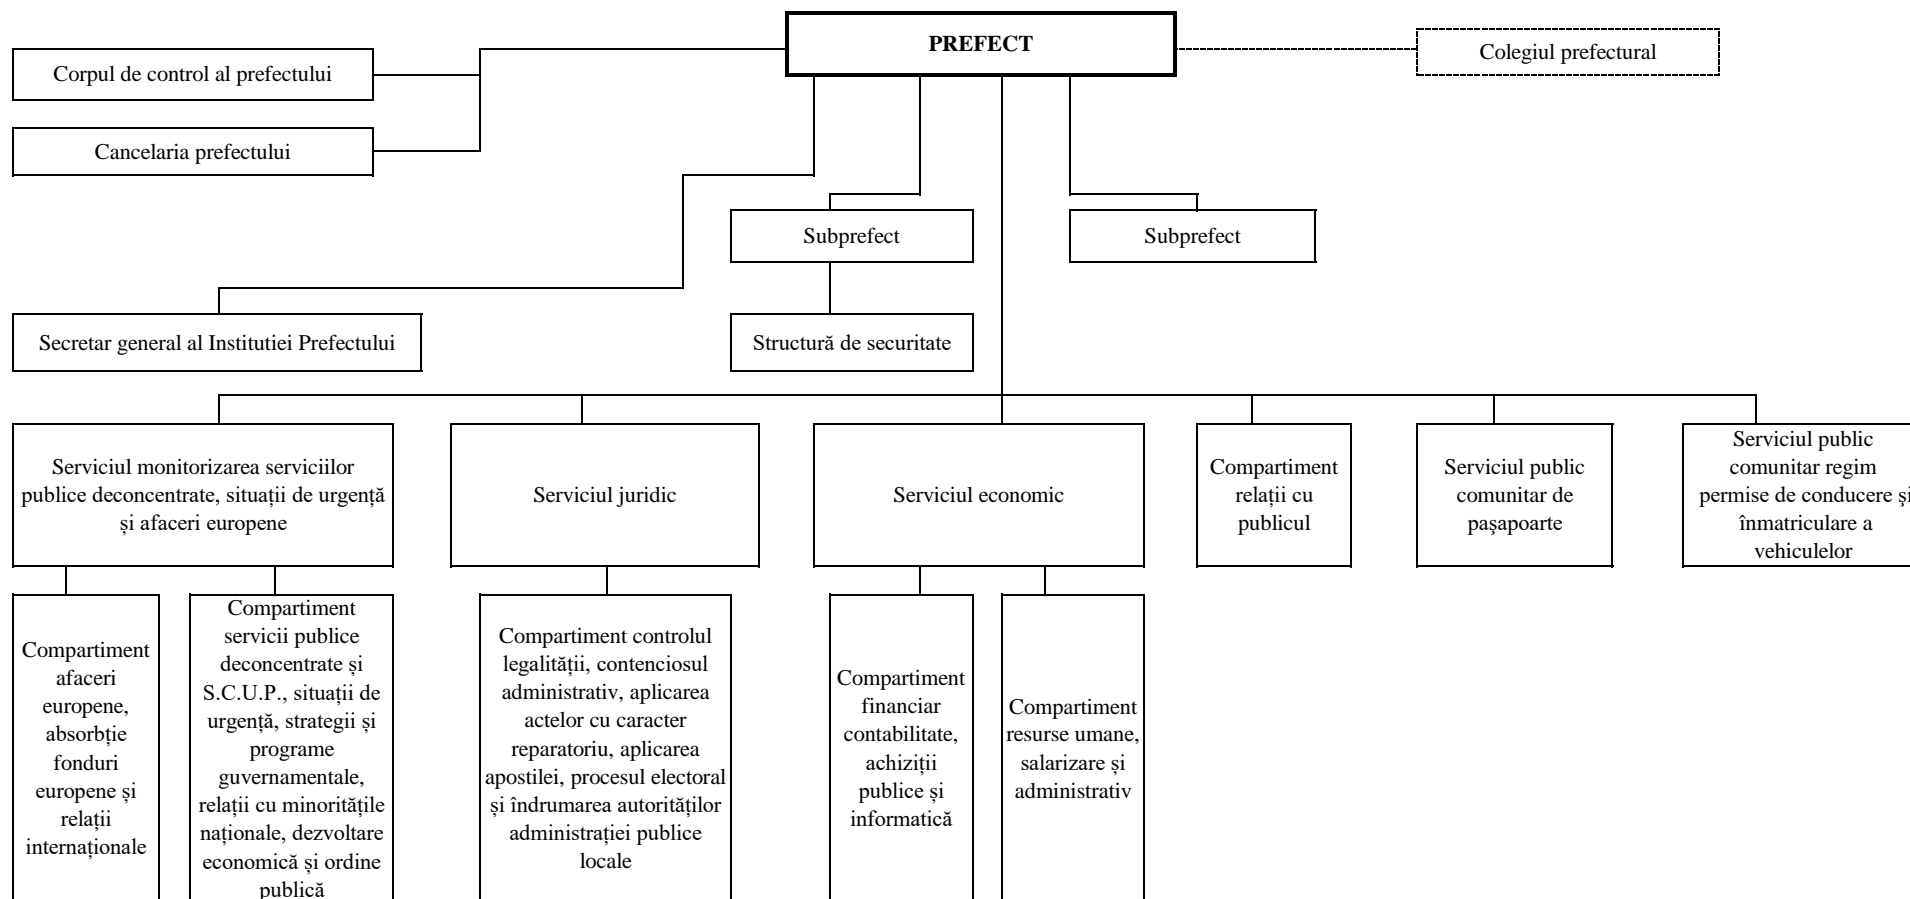 PREFECT
Colegiul prefectural
Corpul de control al prefectului
Cancelaria prefectului
Subprefect
Subprefect
Secretar general al Institutiei Prefectului
Structură de securitate
Serviciul monitorizarea serviciilor
publice deconcentrate, situații de urgență
și afaceri europene
Serviciul juridic
Serviciul economic
Compartiment
relații cu
publicul
Serviciul public
comunitar de
pașapoarte
Serviciul public
comunitar regim
permise de conducere și
înmatriculare a
vehiculelor
Compartiment
afaceri
europene,
absorbție
fonduri
europene și
relații
internaționale
Compartiment
servicii publice
deconcentrate și
S.C.U.P., situații de
urgență, strategii și
programe
guvernamentale,
relații cu minoritățile
naționale, dezvoltare
economică și ordine
publică
Compartiment controlul
legalității, contenciosul
administrativ, aplicarea
actelor cu caracter
reparatoriu, aplicarea
apostilei, procesul electoral
și îndrumarea autorităților
administrației publice
locale
Compartiment
financiar
contabilitate,
achiziții
publice și
informatică
Compartiment
resurse umane,
salarizare și
administrativ